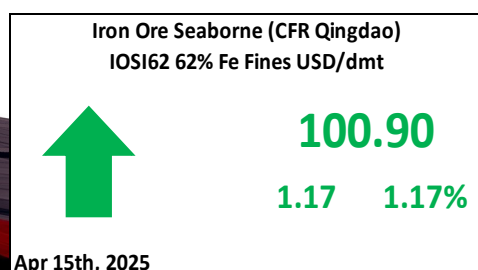 Iron Ore Seaborne (CFR Qingdao)
IOSI62 62% Fe Fines USD/dmt
100.90
1.17 1.17%
Apr 15th, 2025